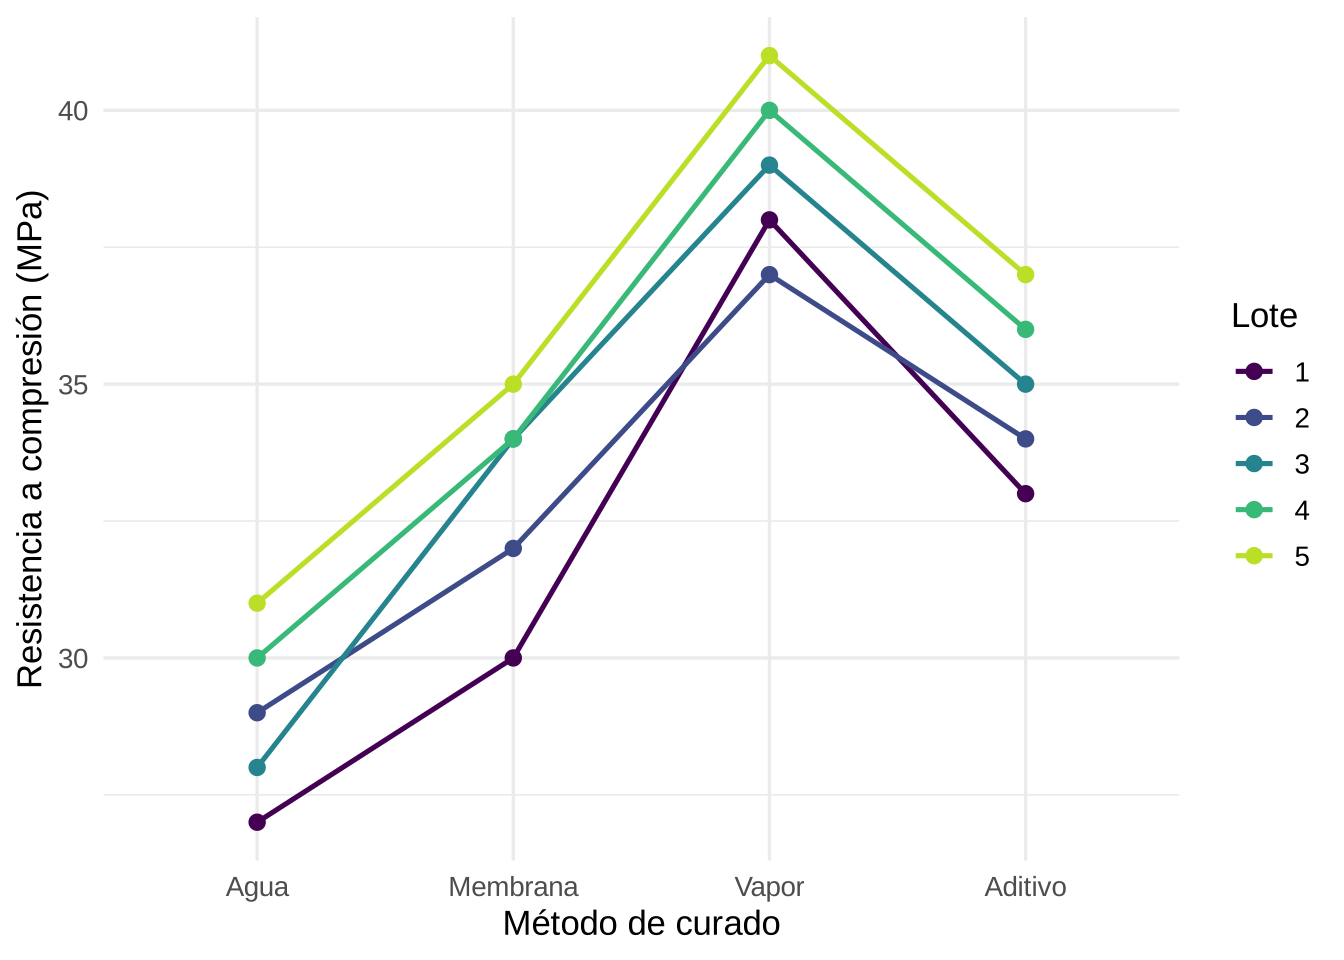 40
35
30
Resistencia a compresión (MPa)
Agua
Membrana
Vapor
Aditivo
Método de curado
Lote
1
2
3
4
5